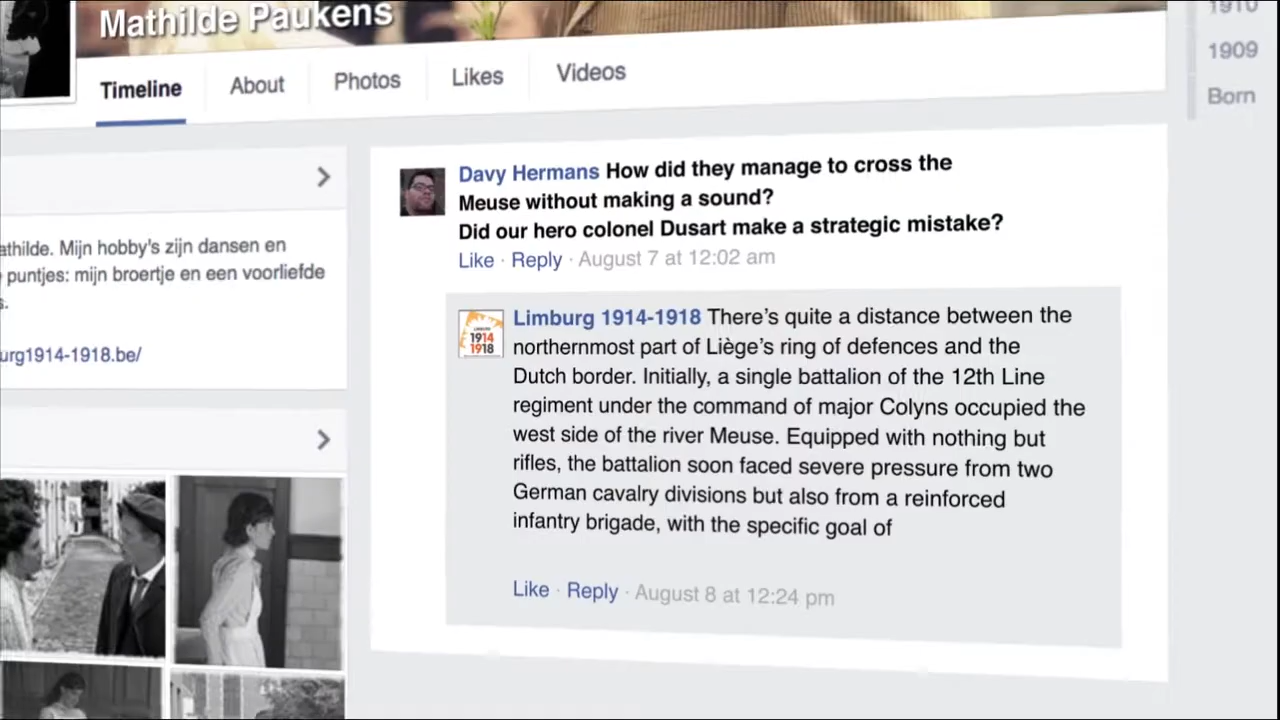 Mathilde Paukens
Timeline
About
Photos
Likes
Videos
1910
1909
Born
athilde. Mijn hobby's zijn dansen en
puntjes: mijn broertje en een voorliefde
s.
urg1914-1918.be/
Davy Hermans How did they manage to cross the
Meuse without making a sound?
Did our hero colonel Dusart make a strategic mistake?
Like · Reply · August 7 at 12:02 am
LIMBURG
1914
1918
Limburg 1914-1918 There's quite a distance between the
northernmost part of Liège's ring of defences and the
Dutch border. Initially, a single battalion of the 12th Line
regiment under the command of major Colyns occupied the
west side of the river Meuse. Equipped with nothing but
rifles, the battalion soon faced severe pressure from two
German cavalry divisions but also from a reinforced
infantry brigade, with the specific goal of
Like · Reply · August 8 at 12:24 pm